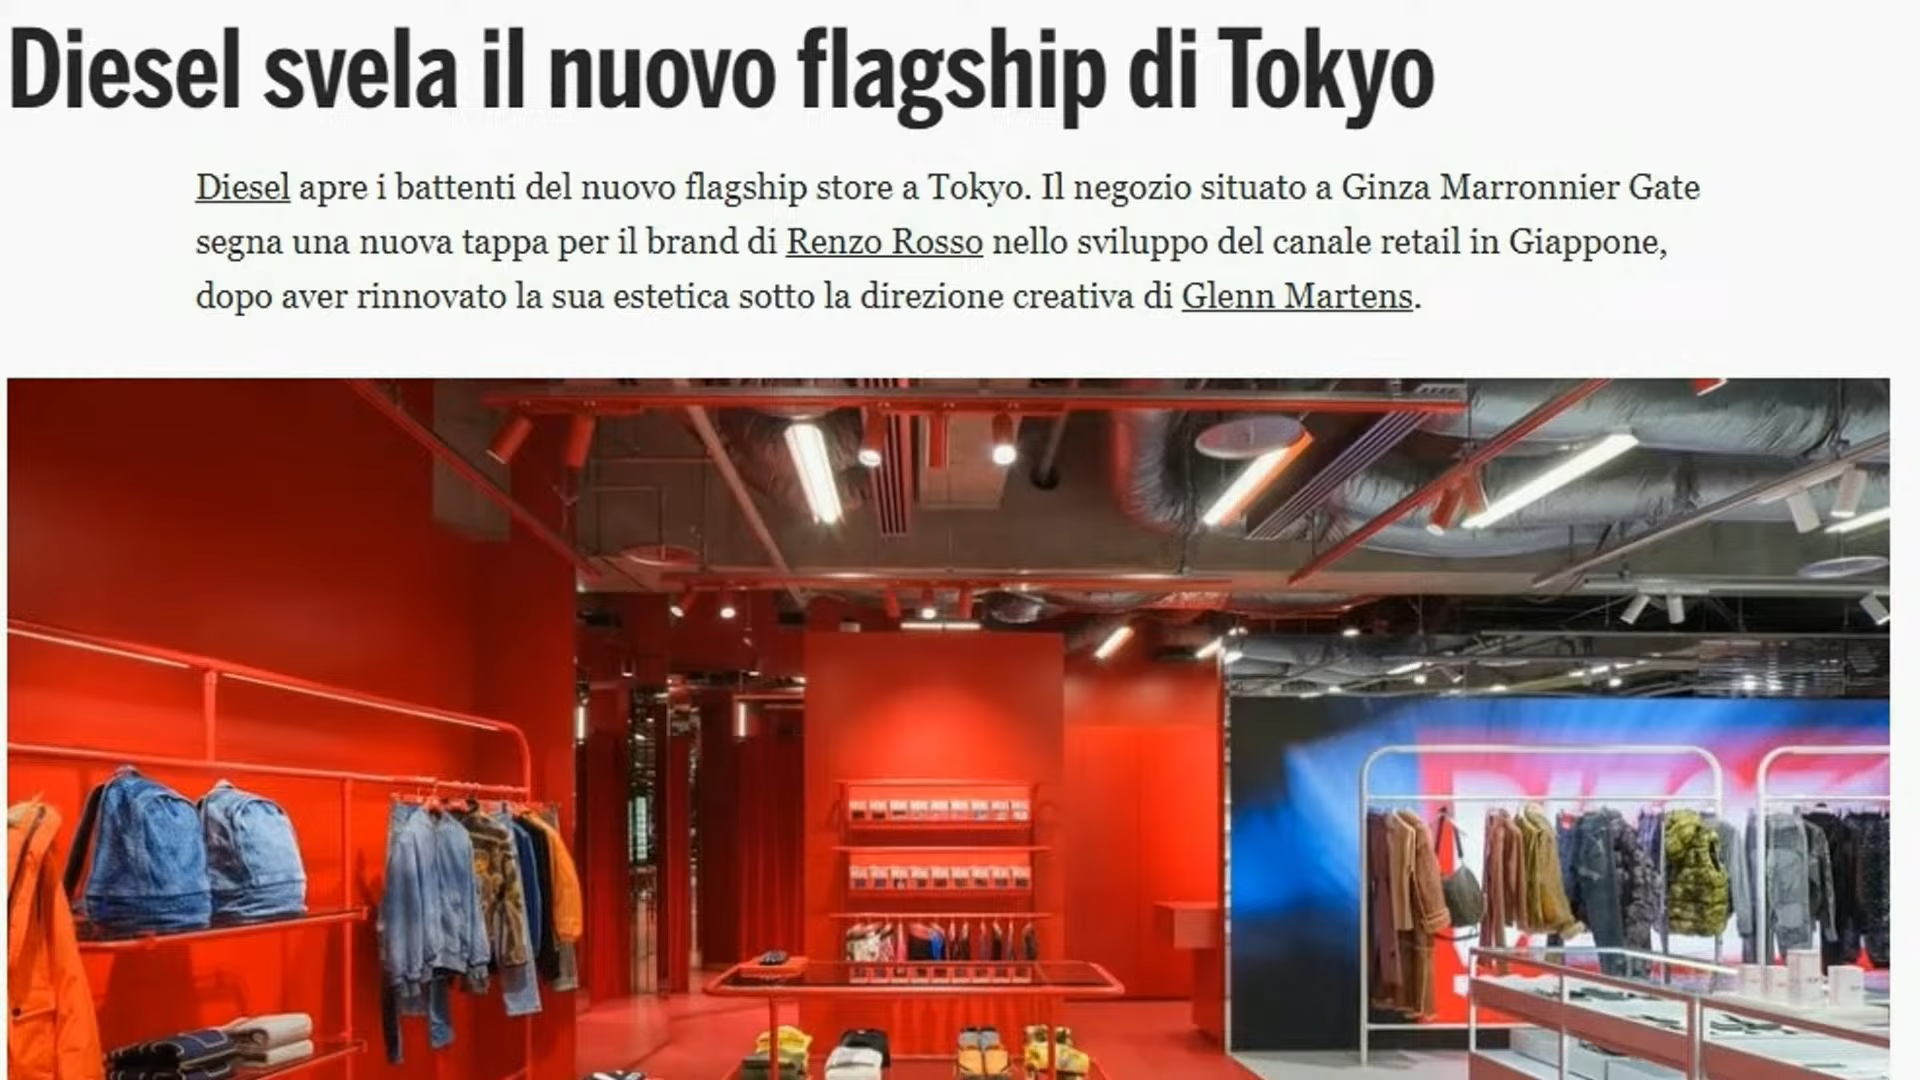 Diesel svela il nuovo flagship di Tokyo
Diesel apre i battenti del nuovo flagship store a Tokyo. Il negozio situato a Ginza Marronnier Gate
segna una nuova tappa per il brand di Renzo Rosso nello sviluppo del canale retail in Giappone,
dopo aver rinnovato la sua estetica sotto la direzione creativa di Glenn Martens.